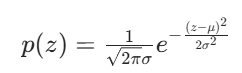 p(z) = \frac{1}{\sqrt{2\pi}\sigma} e^{-\frac{(z-\mu)^2}{2\sigma^2}}